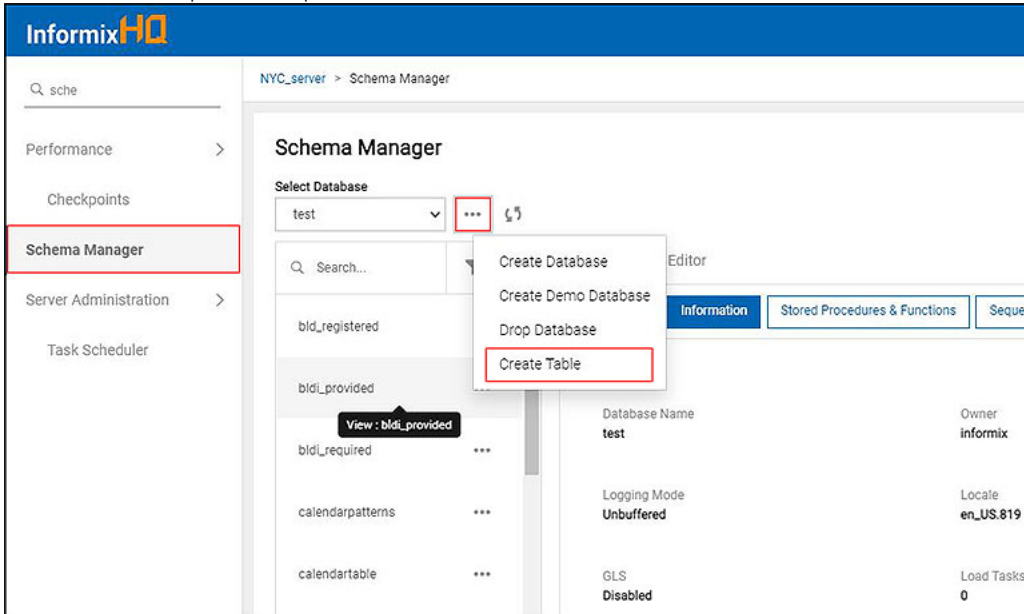 InformixHQ
sche
NYC_server > Schema Manager
Performance
Checkpoints
Schema Manager
Server Administration
Task Scheduler
Schema Manager
Select Database
test
Search...
Create Database
Create Demo Database
Drop Database
Create Table
Editor
Information
Stored Procedures & Functions
Seque
bld_registered
bldi_provided
View : bldi_provided
bldi_required
calendarpatterns
calendartable
Database Name
test
Owner
informix
Logging Mode
Unbuffered
Locale
en_US.819
GLS
Disabled
Load Tasks
0